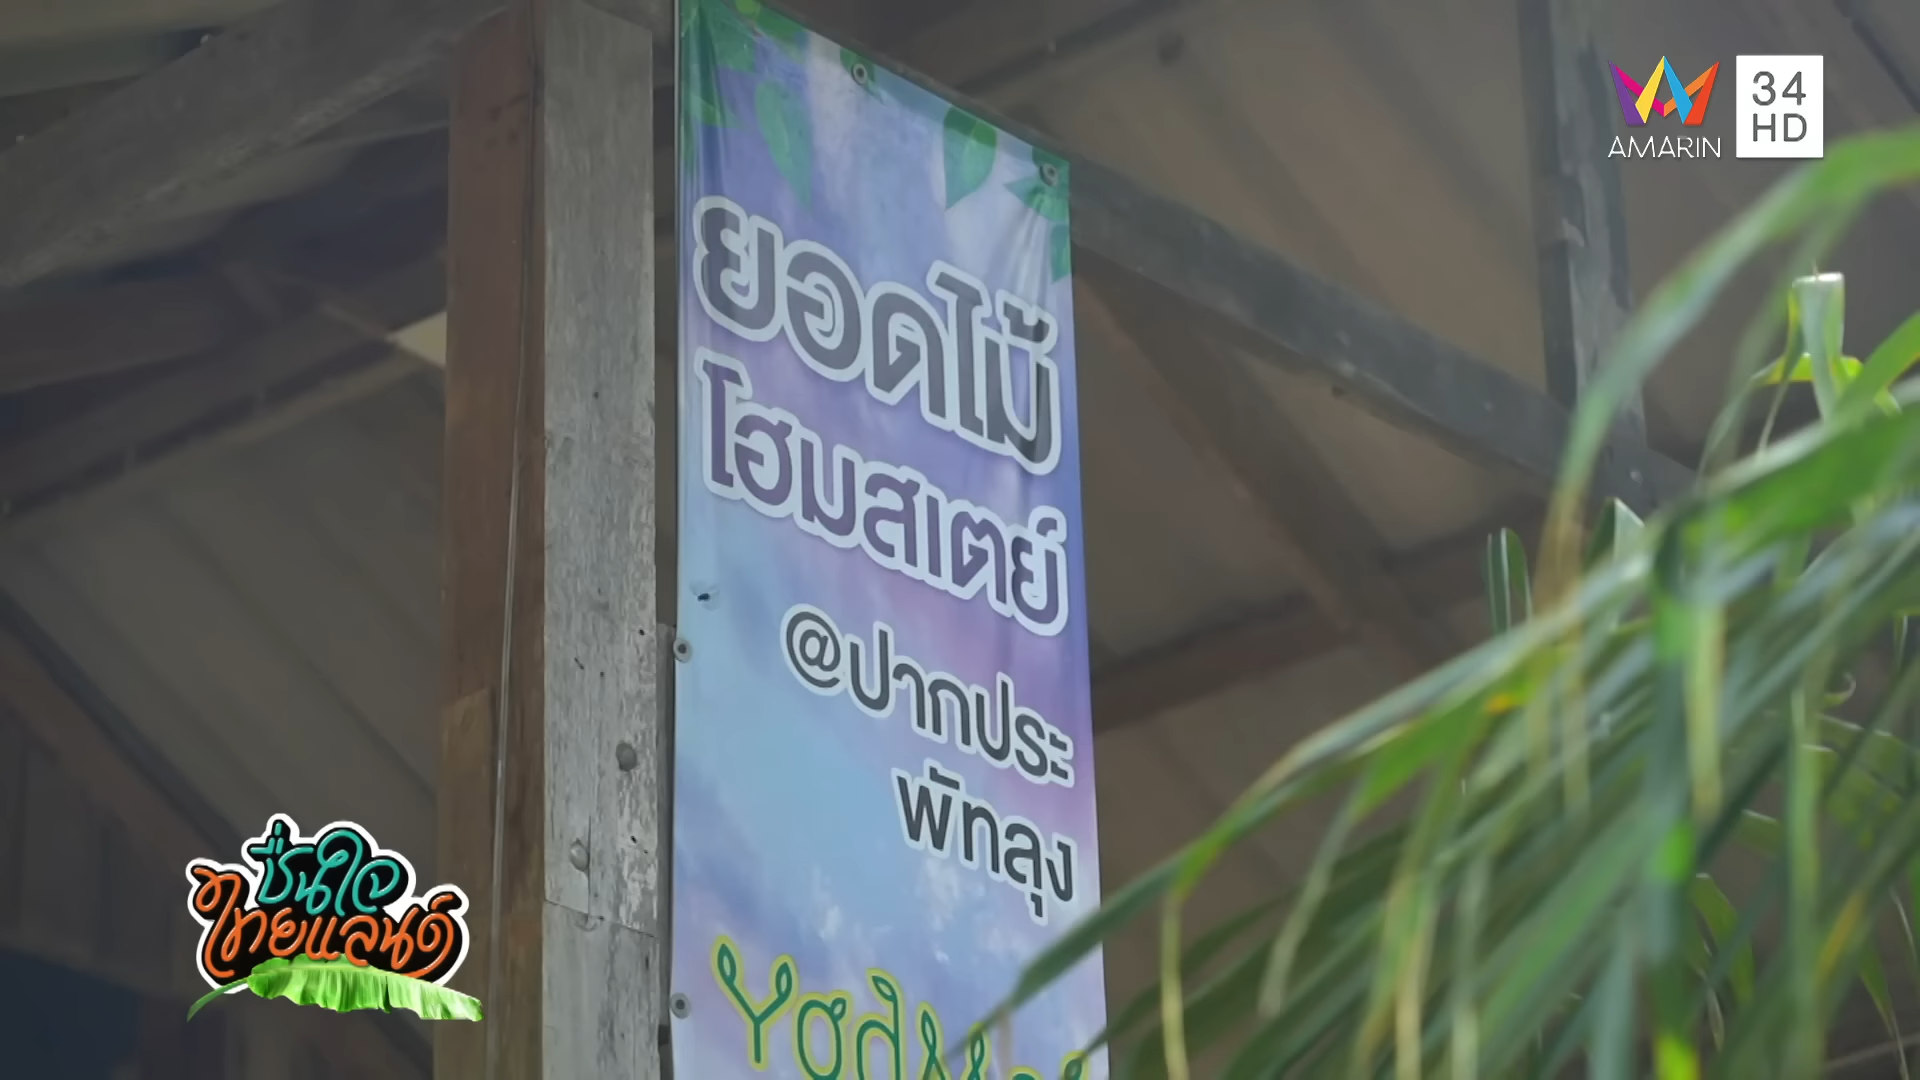 AMARIN
34
HD
ยอดไม้
โฮมสเตย์
@ปากประ
พัทลุง
ชื่นใจ
ไทยแลนด์